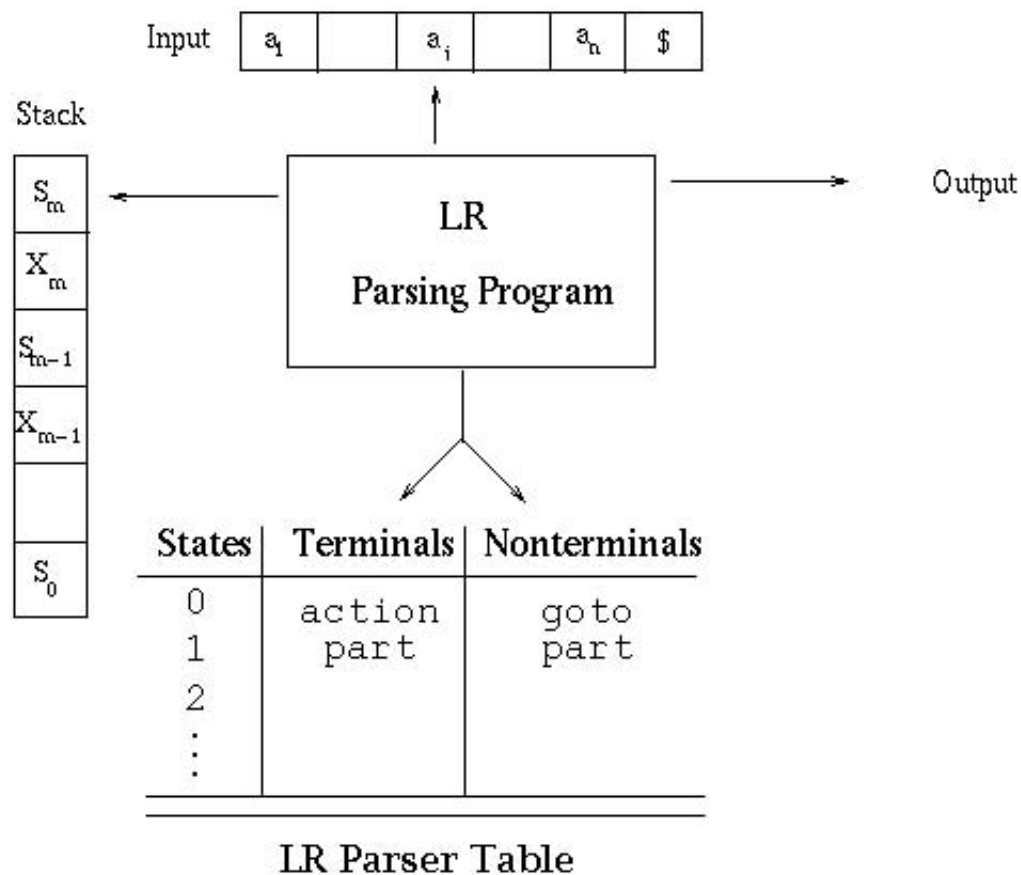 Input a₁ aᵢ aₙ $
Stack
Sₘ
Xₘ
Sₘ₋₁
Xₘ₋₁
S₀
LR
Parsing Program
Output
States Terminals Nonterminals
0 action goto
1 part part
2
.
.
.
LR Parser Table